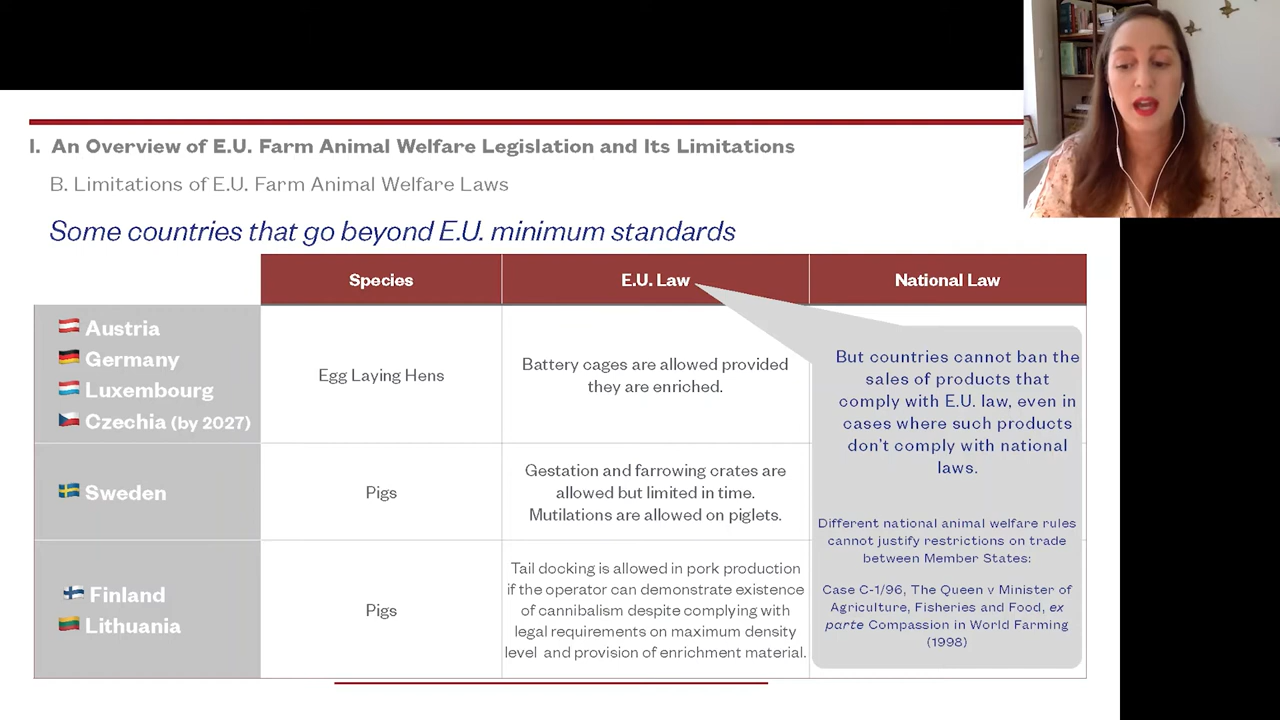 I. An Overview of E.U. Farm Animal Welfare Legislation and Its Limitations
B. Limitations of E.U. Farm Animal Welfare Laws
Some countries that go beyond E.U. minimum standards
Species
E.U. Law
National Law
Austria
Germany
Luxembourg
Czechia (by 2027)
Egg Laying Hens
Battery cages are allowed provided
they are enriched.
Sweden
Pigs
Gestation and farrowing crates are
allowed but limited in time.
Mutilations are allowed on piglets.
Finland
Lithuania
Pigs
Tail docking is allowed in pork production
if the operator can demonstrate existence
of cannibalism despite complying with
legal requirements on maximum density
level and provision of enrichment material.
But countries cannot ban the
sales of products that
comply with E.U. law, even in
cases where such products
don't comply with national
laws.
Different national animal welfare rules
cannot justify restrictions on trade
between Member States:
Case C-1/96, The Queen v Minister of
Agriculture, Fisheries and Food, ex
parte Compassion in World Farming
(1998)